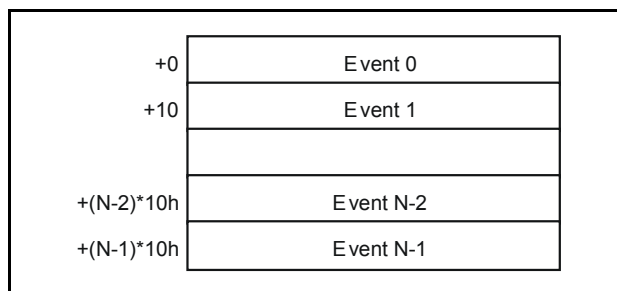 +0 Event 0
+10 Event 1
+(N-2)*10h Event N-2
+(N-1)*10h Event N-1